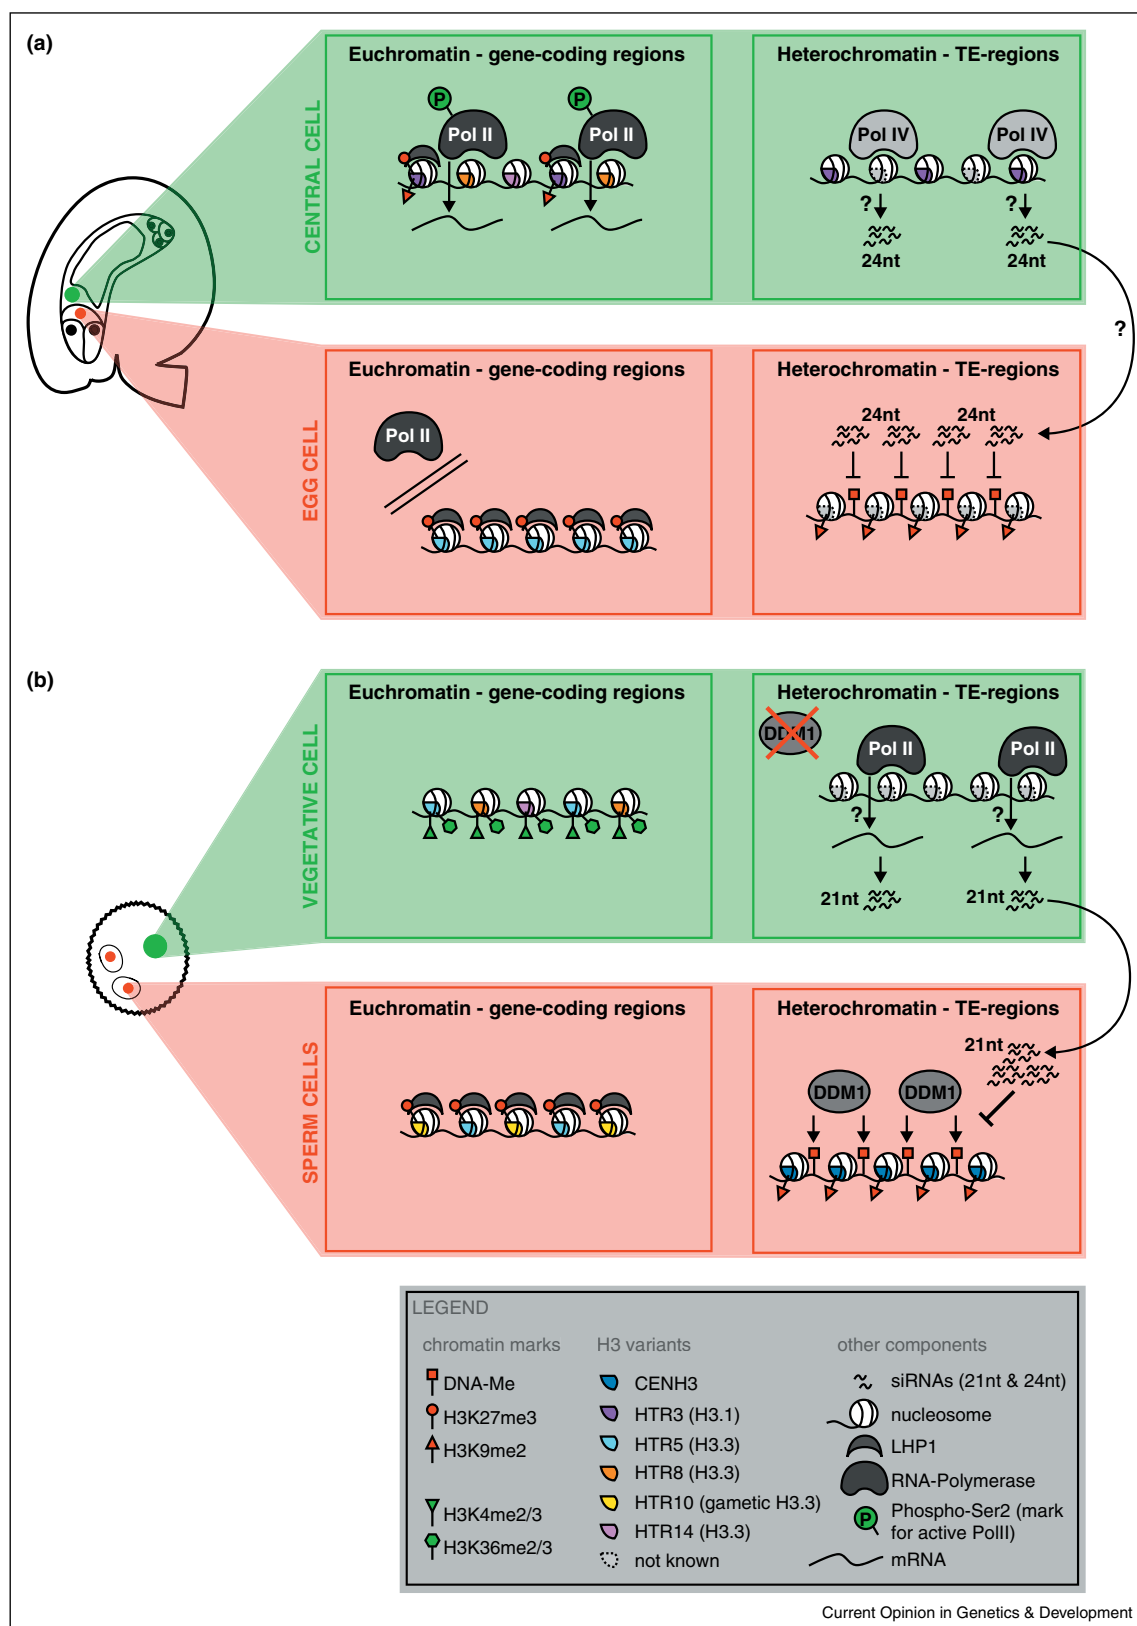 (a)
CENTRAL CELL
Euchromatin - gene-coding regions
P
P
Pol II
Pol II
Heterochromatin - TE-regions
Pol IV
Pol IV
?
?
24nt
24nt
?
EGG CELL
Euchromatin - gene-coding regions
Pol II
Heterochromatin - TE-regions
24nt
24nt
(b)
VEGETATIVE CELL
Euchromatin - gene-coding regions
Heterochromatin - TE-regions
DDM1
Pol II
Pol II
?
?
21nt
21nt
SPERM CELLS
Euchromatin - gene-coding regions
Heterochromatin - TE-regions
21nt
DDM1
DDM1
LEGEND
chromatin marks
DNA-Me
H3K27me3
H3K9me2
H3K4me2/3
H3K36me2/3
H3 variants
CENH3
HTR3 (H3.1)
HTR5 (H3.3)
HTR8 (H3.3)
HTR10 (gametic H3.3)
HTR14 (H3.3)
not known
other components
siRNAs (21nt & 24nt)
nucleosome
LHP1
RNA-Polymerase
P
Phospho-Ser2 (mark
for active PolII)
mRNA
Current Opinion in Genetics & Development